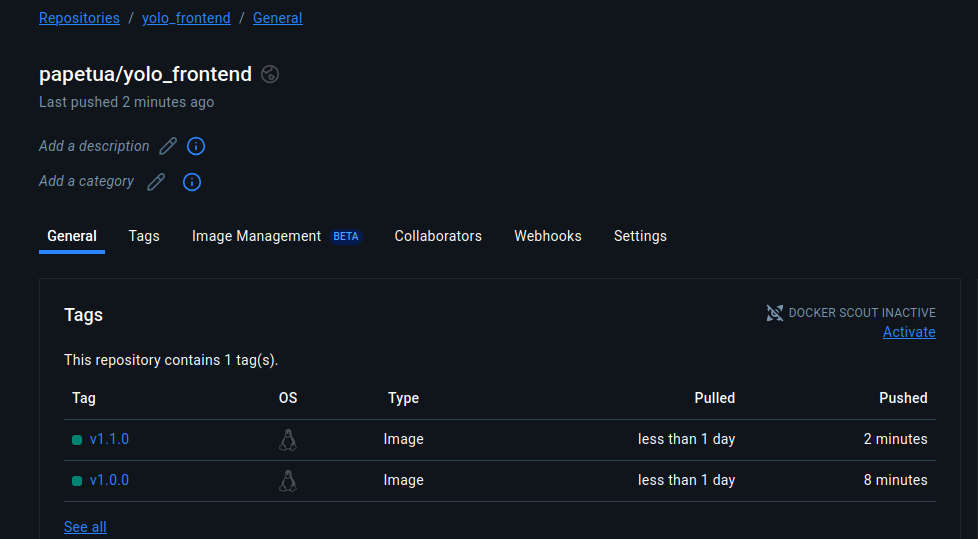 Repositories / yolo_frontend / General
papetua/yolo_frontend
Last pushed 2 minutes ago
Add a description
Add a category
General Tags Image Management BETA Collaborators Webhooks Settings
Tags
DOCKER SCOUT INACTIVE
Activate
This repository contains 1 tag(s).
Tag OS Type Pulled Pushed
v1.1.0 Image less than 1 day 2 minutes
v1.0.0 Image less than 1 day 8 minutes
See all